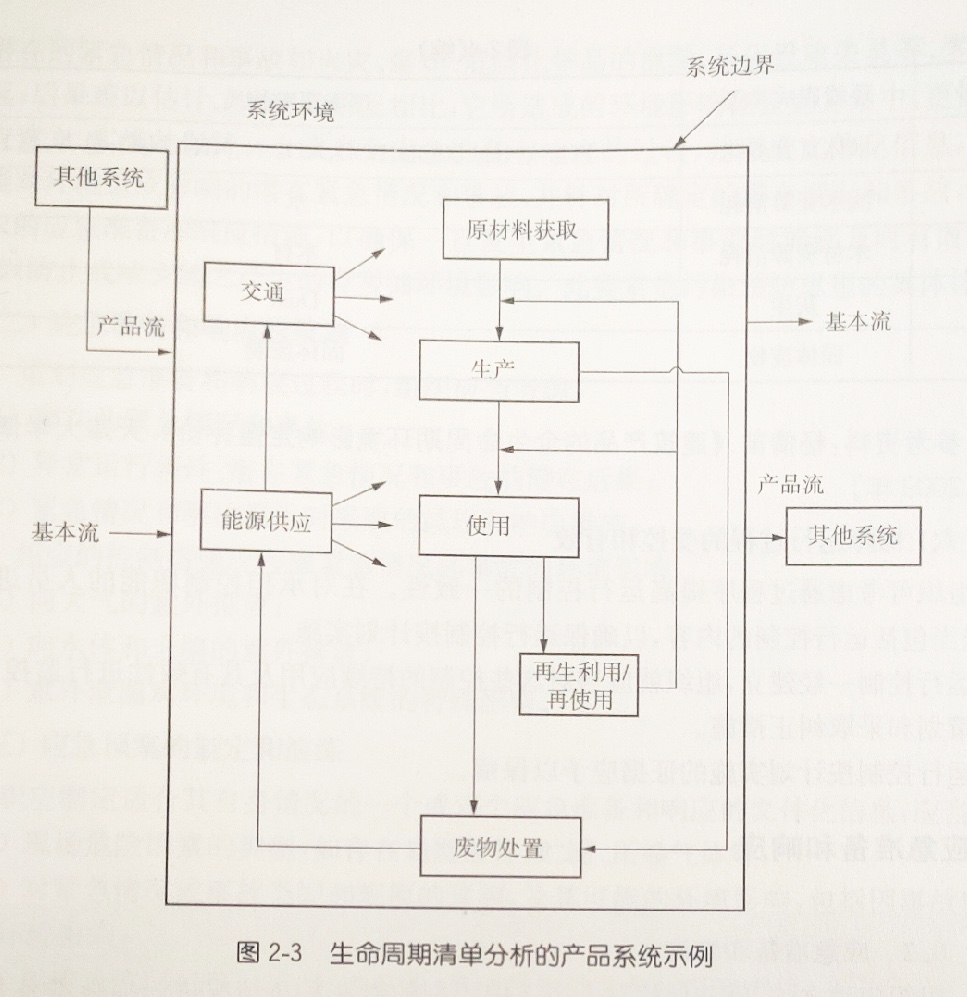 系统边界
系统环境
其他系统
原材料获取
交通
产品流
基本流
生产
产品流
能源供应
使用
基本流
其他系统
再生利用/
再使用
废物处置
图 2-3 生命周期清单分析的产品系统示例